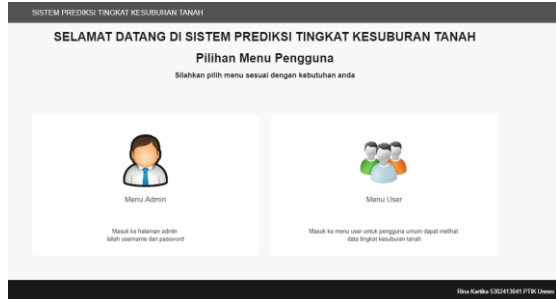 SISTEM PREDIKSI TINGKAT KESUBURAN TANAH
SELAMAT DATANG DI SISTEM PREDIKSI TINGKAT KESUBURAN TANAH
Pilihan Menu Pengguna
Silahkan pilih menu sesuai dengan kebutuhan anda
Menu Admin
Masuk ke halaman admin
Isilah username dan password
Menu User
Masuk ke menu user untuk pengguna umum dapat melihat
data tingkat kesuburan tanah
Rina Kartika 5302413041 PTIK Unnes